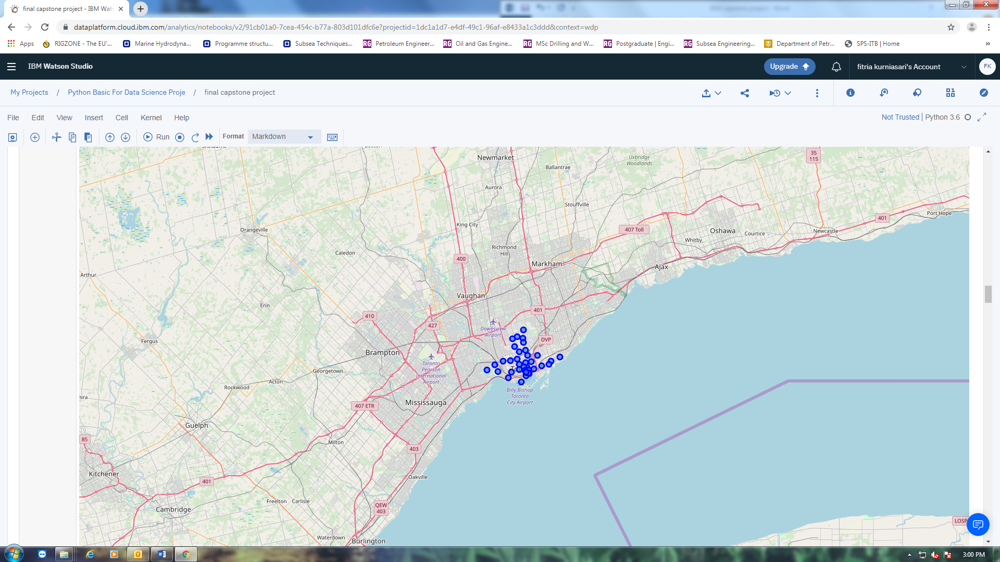 final capstone project - IBM Wat
dataplatform.cloud.ibm.com/analytics/notebooks/v2/91cb01a0-7cea-454c-b77a-803d101dfc6e?projectid=1dc1a1d7-e4df-49c1-96af-e8433a1c3ddd&context=wdp
Apps RIGZONE - The EU'... Marine Hydrodyna... Programme structu... Subsea Techniques... RG Petroleum Engineer... RG Oil and Gas Engine... RG MSc Drilling and W... RG Postgraduate | Engi... RG Subsea Engineering... Department of Petr... SPS-ITB | Home »
IBM Watson Studio Upgrade fitria kurniasari's Account FK
My Projects / Python Basic For Data Science Proje / final capstone project
File Edit View Insert Cell Kernel Help Not Trusted | Python 3.6
Run Format Markdown
Newmarket
35
115
Uxbridge
Woodlands
Ballantrae
Aurora
Stouffville
Port Hope
401
King City
Orangeville
407 Toll
Oshawa
Newcastle
Courtice
Whitby
Richmond
Hill
Caledon
400
Markham
Ajax
Arthur
Vaughan
Erin
401
410
427
Downsview
Airport
DVP
Fergus
Brampton
Toronto
Pearson
International
Airport
Georgetown
To
Acton
Rockwood
Billy Bishop
Toronto
City Airport
Mississauga
407 ETR
Guelph
85
Milton
403
Kitchener
Oakville
401
Freelton Carlisle
QEW
403
Cambridge
LOSP
Waterdown
Burlington
3:00 PM